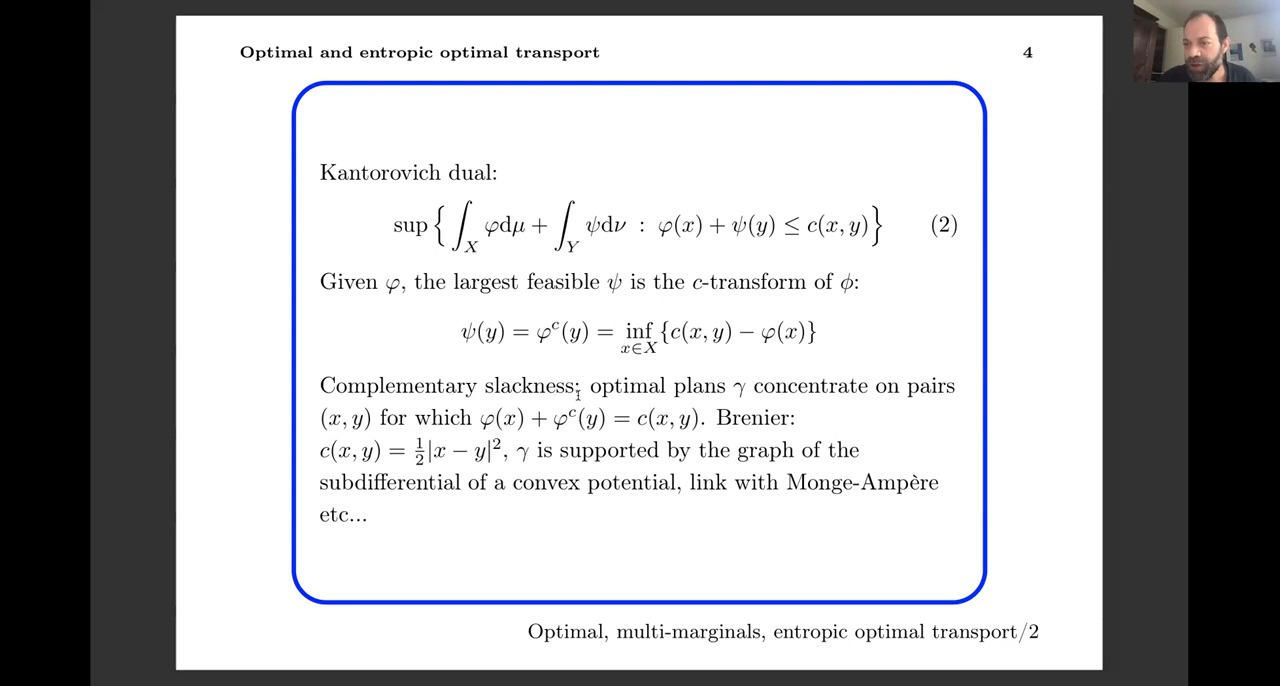 Optimal and entropic optimal transport 4
Kantorovich dual:
sup { ∫_X φdμ + ∫_Y ψdν : φ(x) + ψ(y) ≤ c(x, y) } (2)
Given φ, the largest feasible ψ is the c-transform of ϕ:
ψ(y) = φ^c(y) = inf_{x∈X} {c(x, y) − φ(x)}
Complementary slackness; optimal plans γ concentrate on pairs
(x, y) for which φ(x) + φ^c(y) = c(x, y). Brenier:
c(x, y) = ½|x − y|², γ is supported by the graph of the
subdifferential of a convex potential, link with Monge-Ampère
etc...
Optimal, multi-marginals, entropic optimal transport/2